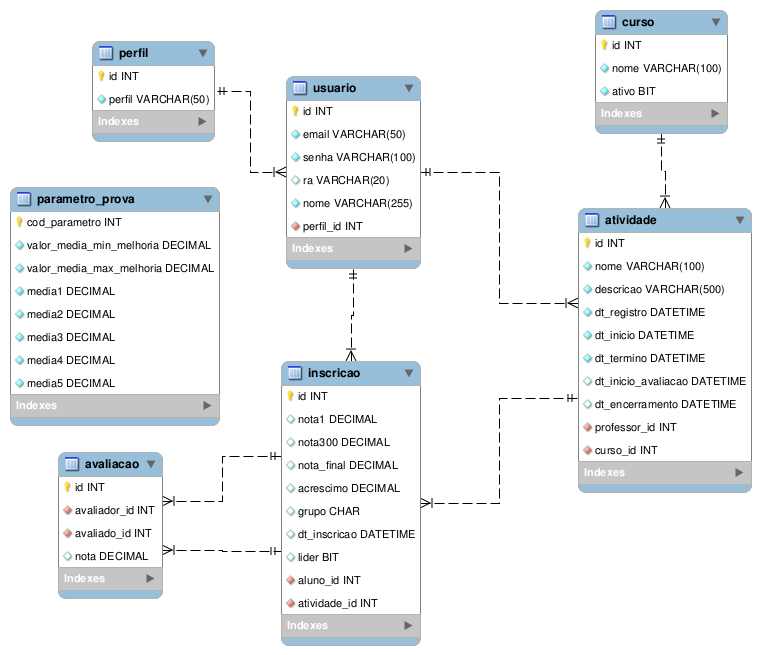 perfil
id INT
perfil VARCHAR(50)
Indexes
usuario
id INT
email VARCHAR(50)
senha VARCHAR(100)
ra VARCHAR(20)
nome VARCHAR(255)
perfil_id INT
Indexes
curso
id INT
nome VARCHAR(100)
ativo BIT
Indexes
parametro_prova
cod_parametro INT
valor_media_min_melhoria DECIMAL
valor_media_max_melhoria DECIMAL
media1 DECIMAL
media2 DECIMAL
media3 DECIMAL
media4 DECIMAL
media5 DECIMAL
Indexes
atividade
id INT
nome VARCHAR(100)
descricao VARCHAR(500)
dt_registro DATETIME
dt_inicio DATETIME
dt_termino DATETIME
dt_inicio_avaliacao DATETIME
dt_encerramento DATETIME
professor_id INT
curso_id INT
Indexes
inscricao
id INT
nota1 DECIMAL
nota300 DECIMAL
nota_final DECIMAL
acrescimo DECIMAL
grupo CHAR
dt_inscricao DATETIME
lider BIT
aluno_id INT
atividade_id INT
Indexes
avaliacao
id INT
avaliador_id INT
avaliado_id INT
nota DECIMAL
Indexes